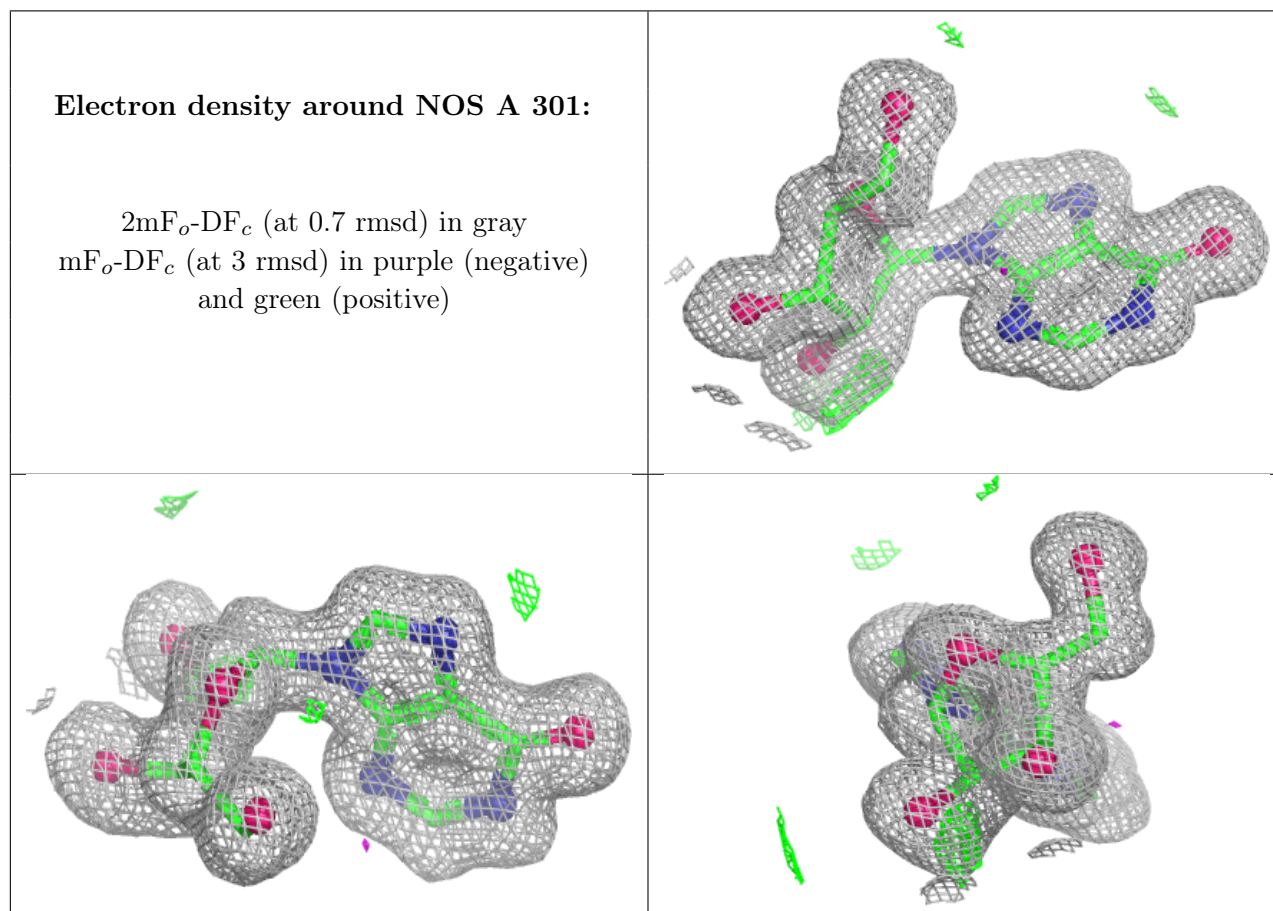 Electron density around NOS A 301:
2mFₒ-DF𝒸 (at 0.7 rmsd) in gray
mFₒ-DF𝒸 (at 3 rmsd) in purple (negative)
and green (positive)